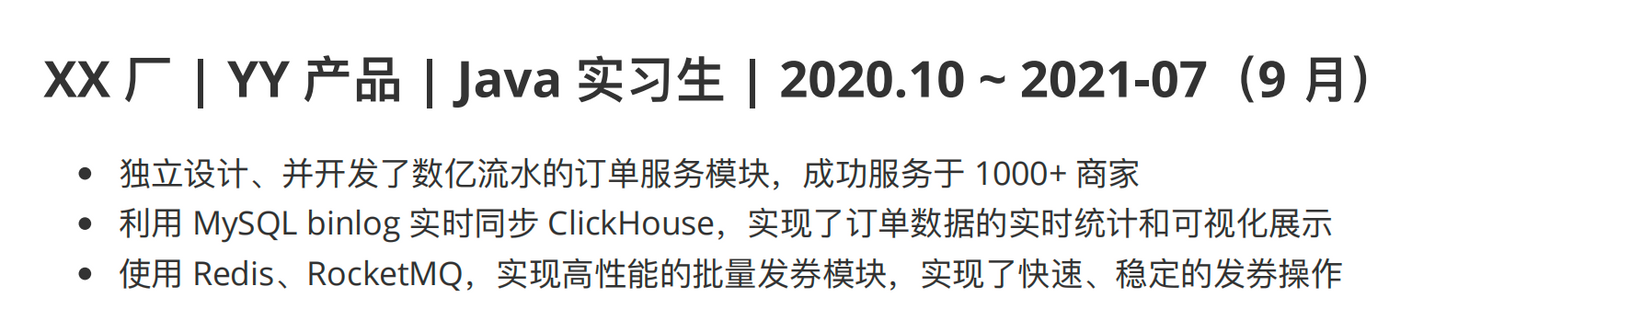 XX 厂 | YY 产品 | Java 实习生 | 2020.10 ~ 2021-07（9 月）
• 独立设计、并开发了数亿流水的订单服务模块，成功服务于 1000+ 商家
• 利用 MySQL binlog 实时同步 ClickHouse，实现了订单数据的实时统计和可视化展示
• 使用 Redis、RocketMQ，实现高性能的批量发券模块，实现了快速、稳定的发券操作